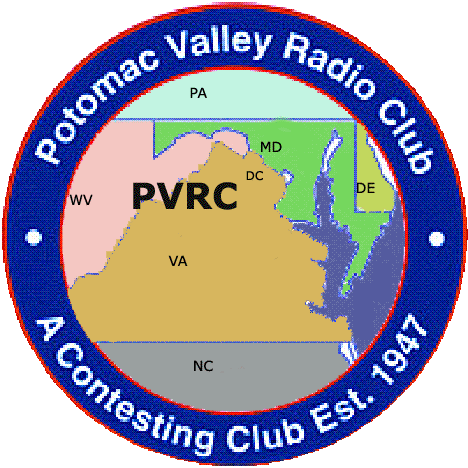 Potomac Valley Radio Club
PA
MD
DC
DE
WV
PVRC
VA
NC
A Contesting Club Est. 1947